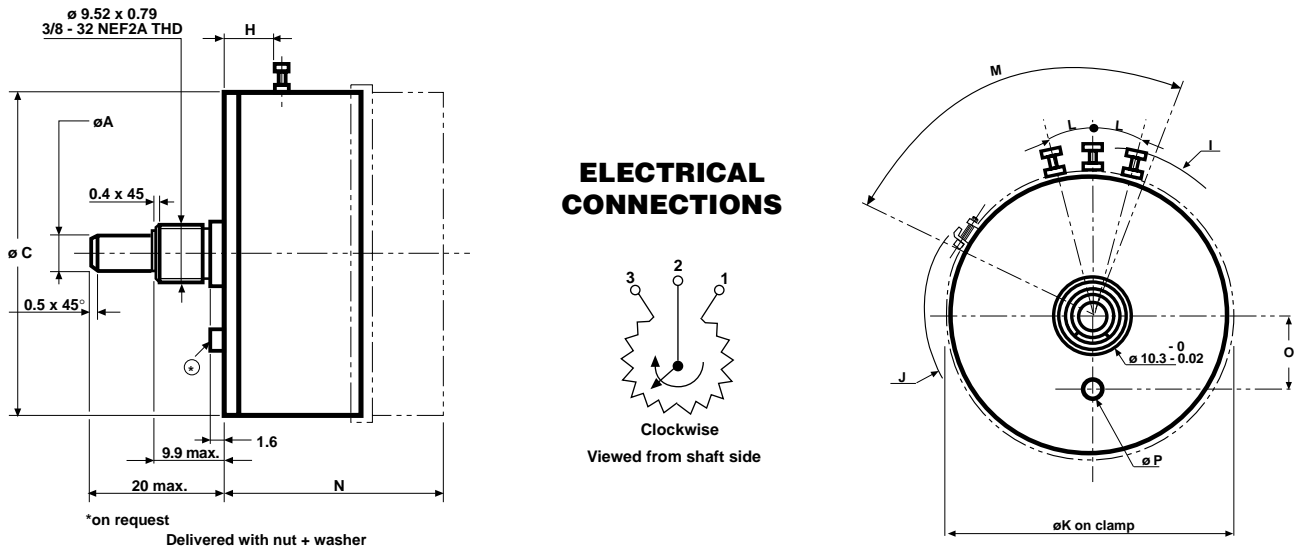 ø 9.52 x 0.79
3/8 - 32 NEF2A THD
H
øA
0.4 x 45
ø C
0.5 x 45°
*
1.6
9.9 max.
20 max.
N
*on request
Delivered with nut + washer
ELECTRICAL
CONNECTIONS
3
2
1
Clockwise
Viewed from shaft side
M
L
L
I
- 0
ø 10.3 - 0.02
O
J
ø P
øK on clamp